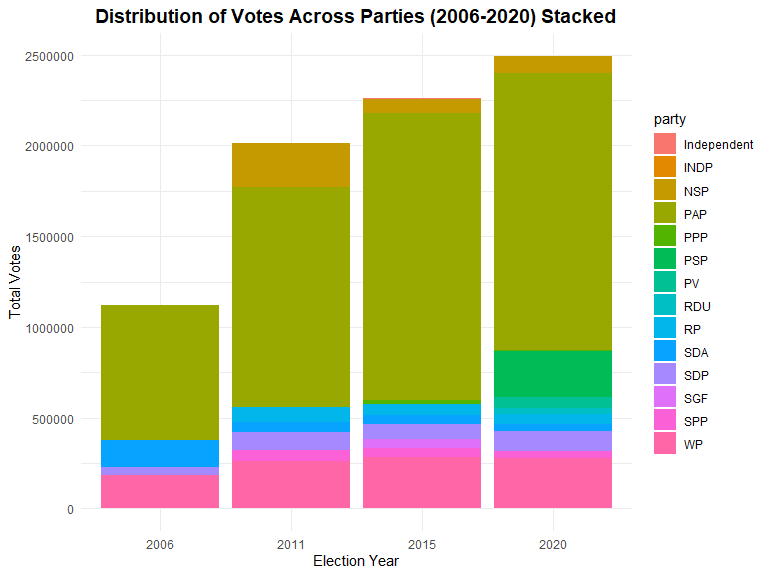 Distribution of Votes Across Parties (2006-2020) Stacked
2500000
2000000
1500000
1000000
500000
0
Total Votes
2006 2011 2015 2020
Election Year
party
Independent
INDP
NSP
PAP
PPP
PSP
PV
RDU
RP
SDA
SDP
SGF
SPP
WP